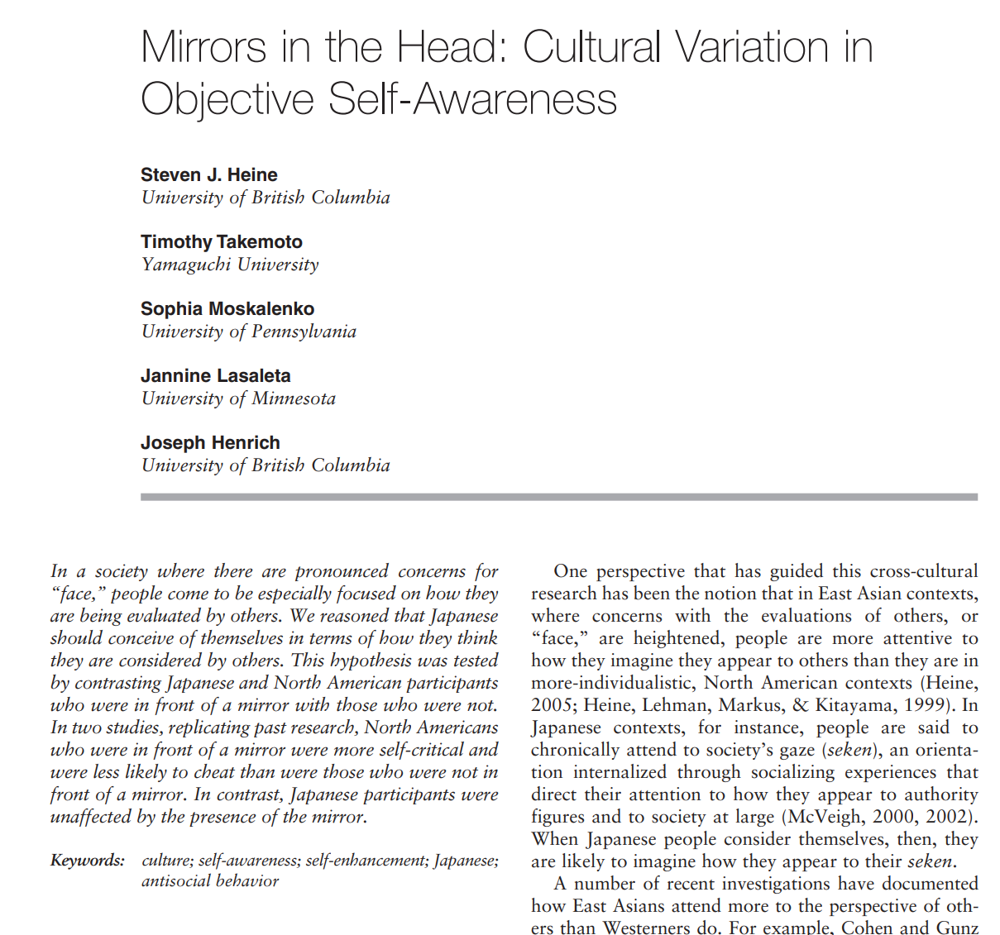 Mirrors in the Head: Cultural Variation in
Objective Self-Awareness
Steven J. Heine
University of British Columbia
Timothy Takemoto
Yamaguchi University
Sophia Moskalenko
University of Pennsylvania
Jannine Lasaleta
University of Minnesota
Joseph Henrich
University of British Columbia
In a society where there are pronounced concerns for
“face,” people come to be especially focused on how they
are being evaluated by others. We reasoned that Japanese
should conceive of themselves in terms of how they think
they are considered by others. This hypothesis was tested
by contrasting Japanese and North American participants
who were in front of a mirror with those who were not.
In two studies, replicating past research, North Americans
who were in front of a mirror were more self-critical and
were less likely to cheat than were those who were not in
front of a mirror. In contrast, Japanese participants were
unaffected by the presence of the mirror.
Keywords: culture; self-awareness; self-enhancement; Japanese;
antisocial behavior
One perspective that has guided this cross-cultural
research has been the notion that in East Asian contexts,
where concerns with the evaluations of others, or
“face,” are heightened, people are more attentive to
how they imagine they appear to others than they are in
more-individualistic, North American contexts (Heine,
2005; Heine, Lehman, Markus, & Kitayama, 1999). In
Japanese contexts, for instance, people are said to
chronically attend to society’s gaze (seken), an orienta-
tion internalized through socializing experiences that
direct their attention to how they appear to authority
figures and to society at large (McVeigh, 2000, 2002).
When Japanese people consider themselves, then, they
are likely to imagine how they appear to their seken.
A number of recent investigations have documented
how East Asians attend more to the perspective of oth-
ers than Westerners do. For example, Cohen and Gunz